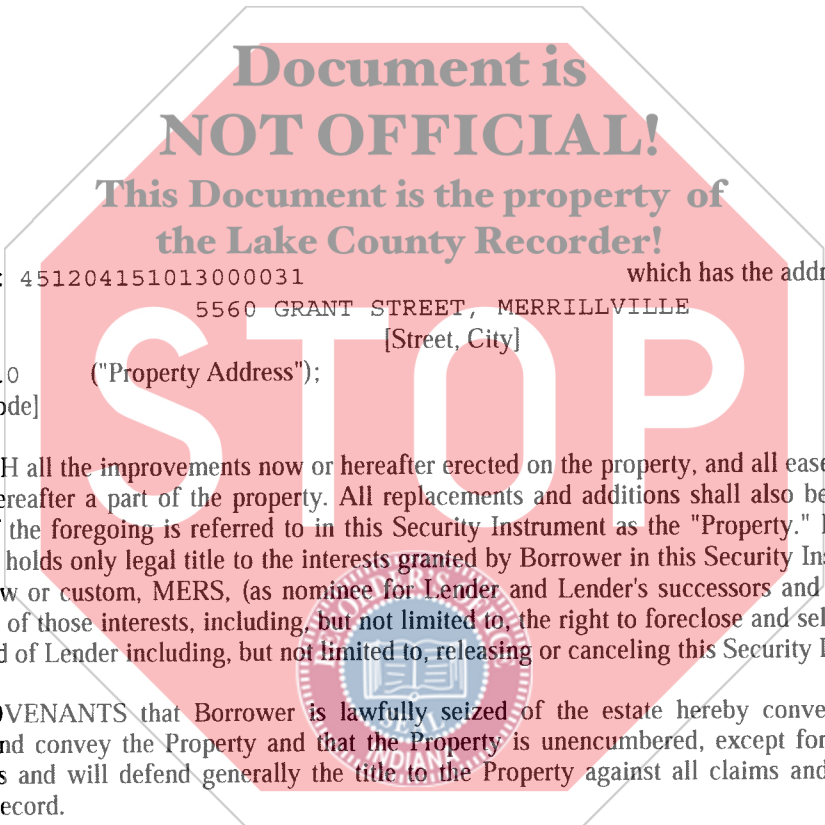 Document is
NOT OFFICIAL!
This Document is the property of
the Lake County Recorder!
: 451204151013000031 which has the addr
5560 GRANT STREET, MERRILLVILLE
[Street, City]
.0 ("Property Address");
ode]
STOP
H all the improvements now or hereafter erected on the property, and all ease
ereafter a part of the property. All replacements and additions shall also be
f the foregoing is referred to in this Security Instrument as the "Property."
holds only legal title to the interests granted by Borrower in this Security Ins
w or custom, MERS, (as nominee for Lender and Lender's successors and
of those interests, including, but not limited to, the right to foreclose and sel
d of Lender including, but not limited to, releasing or canceling this Security I
RECORDER'S OFFICE
SEAL
INDIANA
OVENANTS that Borrower is lawfully seized of the estate hereby conve
nd convey the Property and that the Property is unencumbered, except for
s and will defend generally the title to the Property against all claims and
ecord.